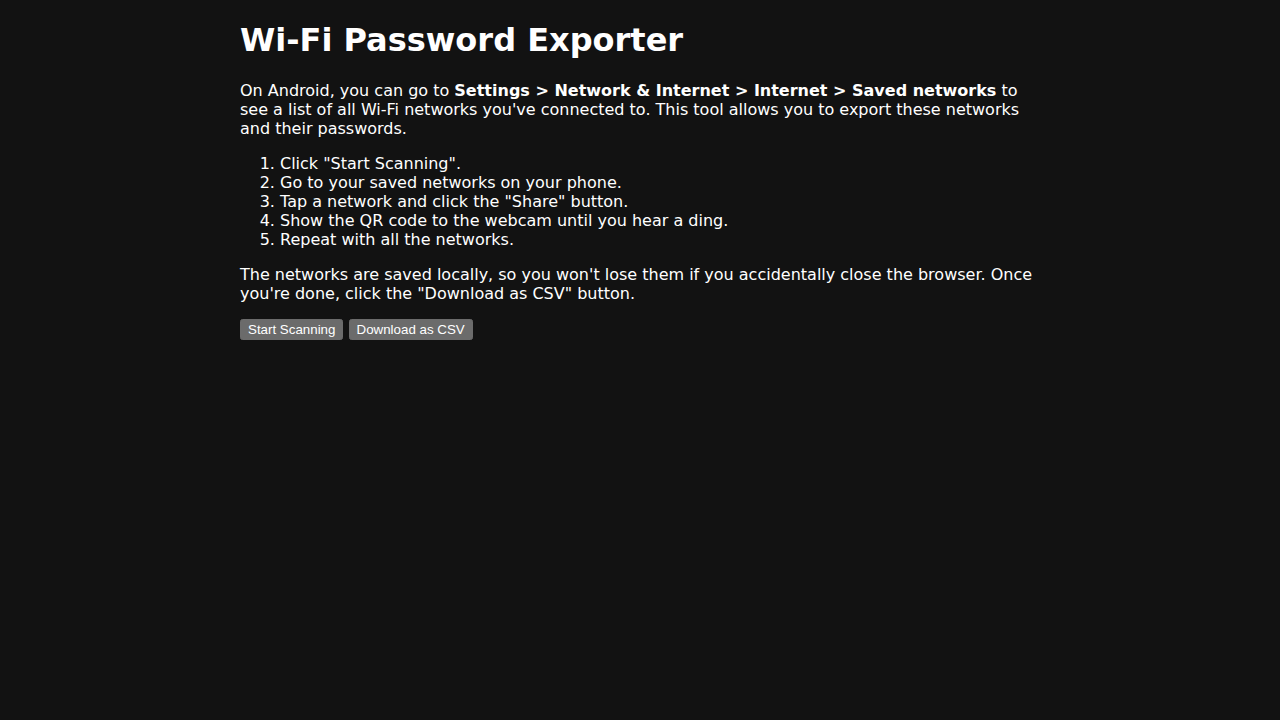 Wi-Fi Password Exporter
On Android, you can go to Settings > Network & Internet > Internet > Saved networks to
see a list of all Wi-Fi networks you've connected to. This tool allows you to export these networks
and their passwords.
1. Click "Start Scanning".
2. Go to your saved networks on your phone.
3. Tap a network and click the "Share" button.
4. Show the QR code to the webcam until you hear a ding.
5. Repeat with all the networks.
The networks are saved locally, so you won't lose them if you accidentally close the browser. Once
you're done, click the "Download as CSV" button.
Start Scanning Download as CSV